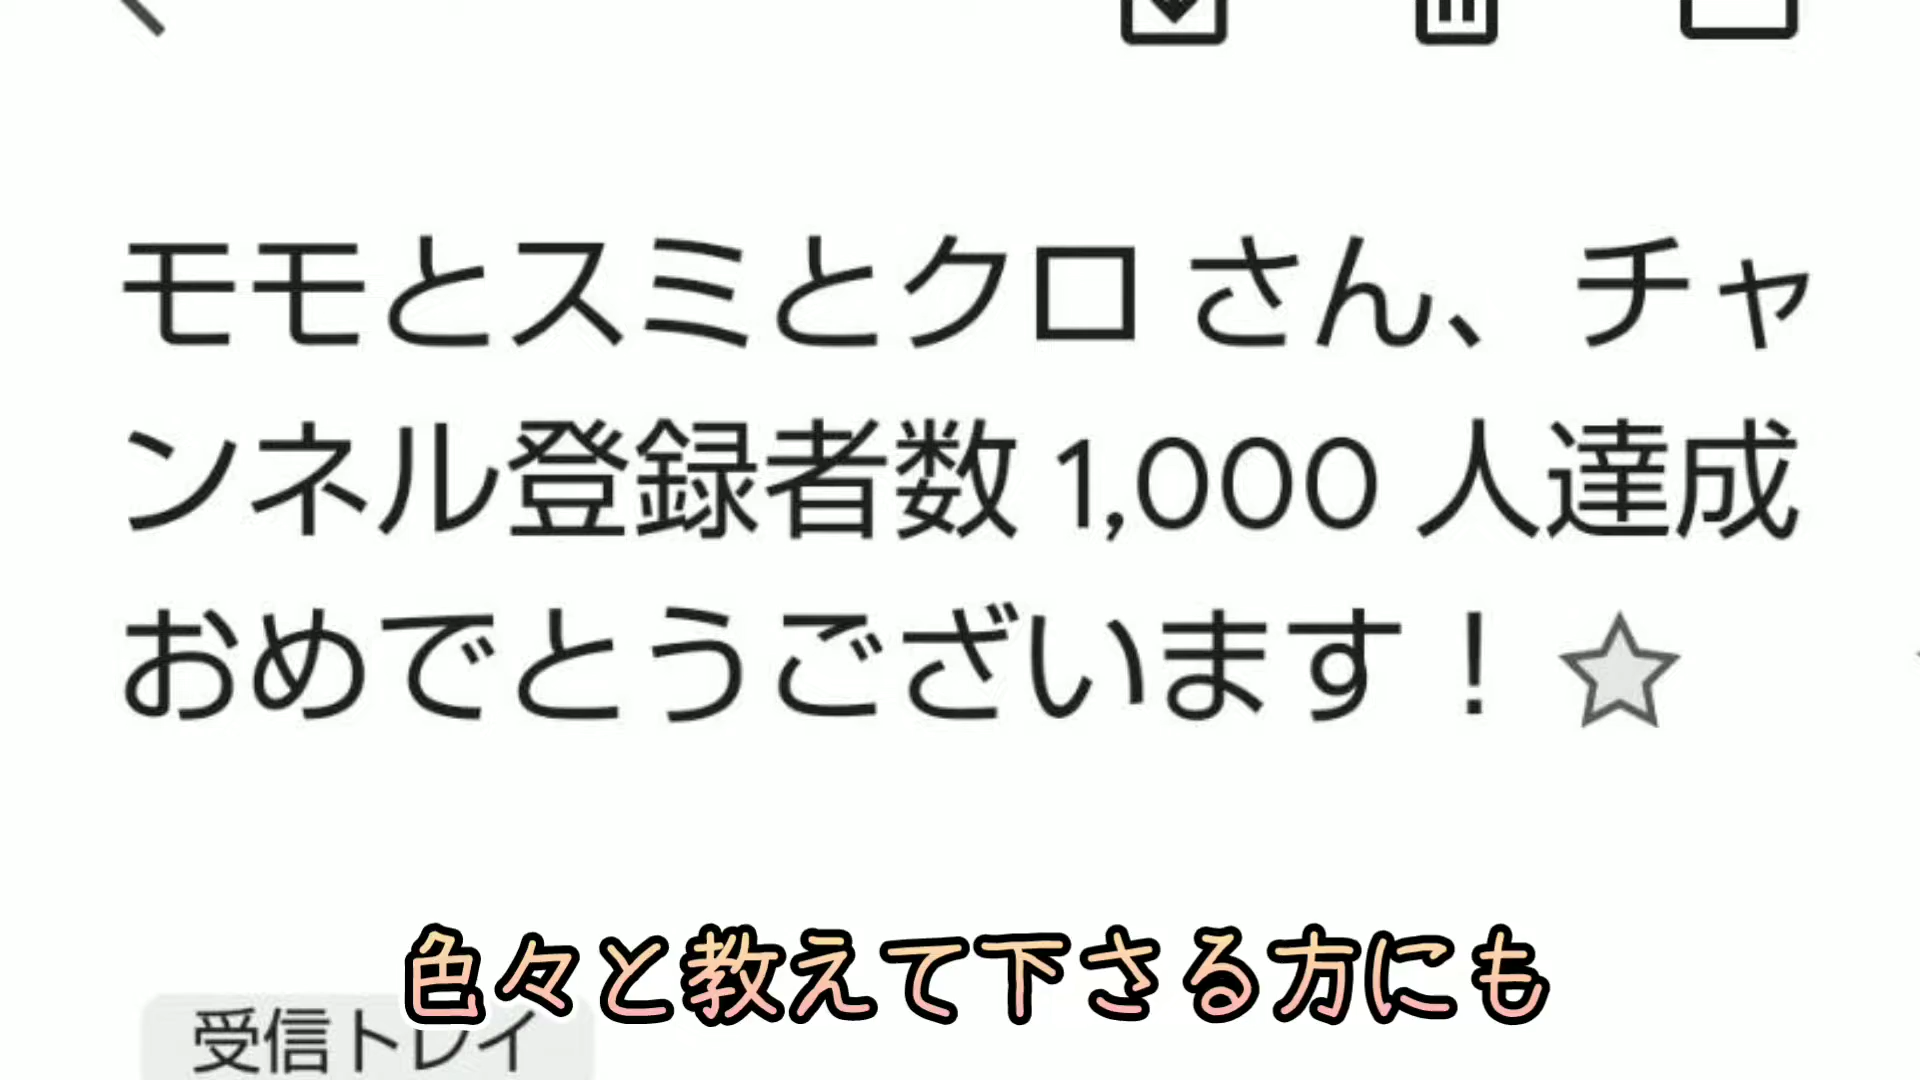 モモとスミとクロ さん、チャ
ンネル登録者数 1,000 人達成
おめでとうございます！
色々と教えて下さる方にも
受信トレイ